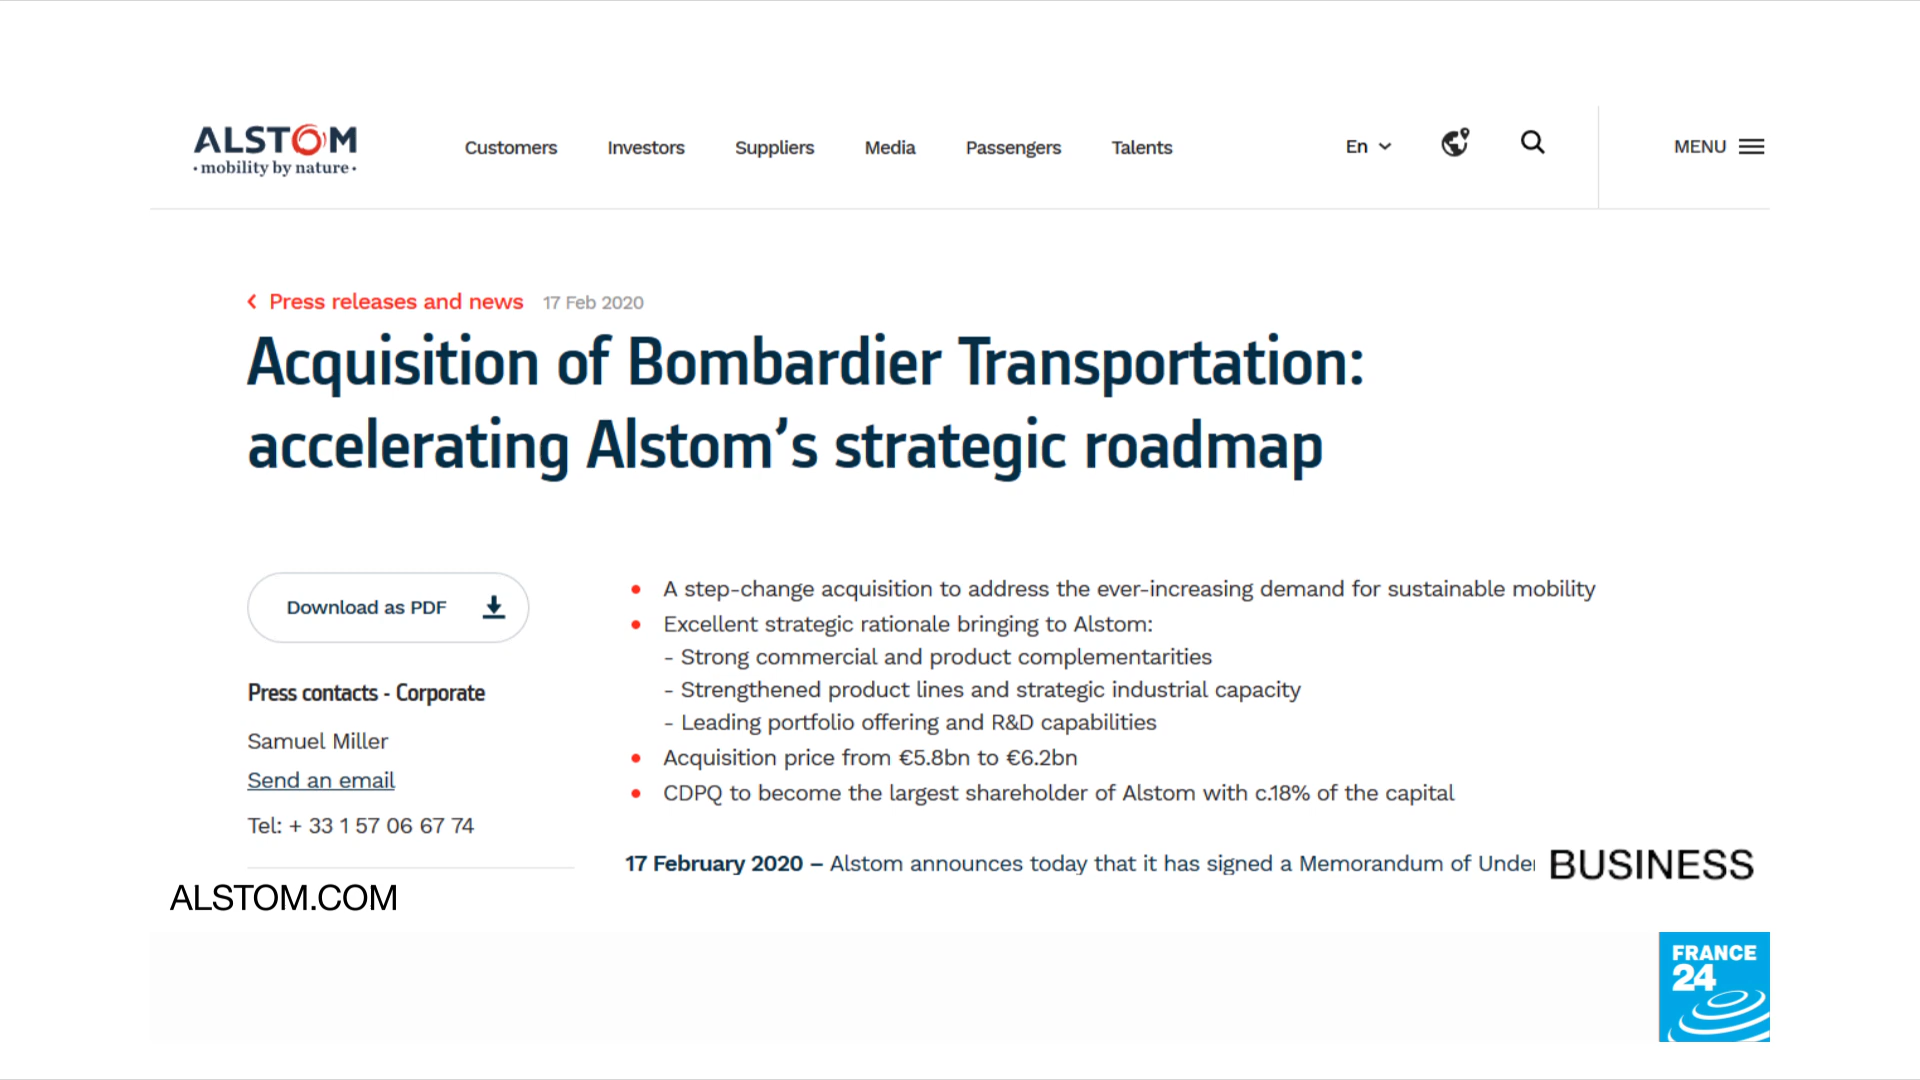 ALSTOM
• mobility by nature •
Customers
Investors
Suppliers
Media
Passengers
Talents
En
MENU
Press releases and news 17 Feb 2020
Acquisition of Bombardier Transportation:
accelerating Alstom's strategic roadmap
Download as PDF
Press contacts - Corporate
Samuel Miller
Send an email
Tel: + 33 1 57 06 67 74
• A step-change acquisition to address the ever-increasing demand for sustainable mobility
• Excellent strategic rationale bringing to Alstom:
- Strong commercial and product complementarities
- Strengthened product lines and strategic industrial capacity
- Leading portfolio offering and R&D capabilities
• Acquisition price from €5.8bn to €6.2bn
• CDPQ to become the largest shareholder of Alstom with c.18% of the capital
17 February 2020 – Alstom announces today that it has signed a Memorandum of Under
BUSINESS
ALSTOM.COM
FRANCE
24